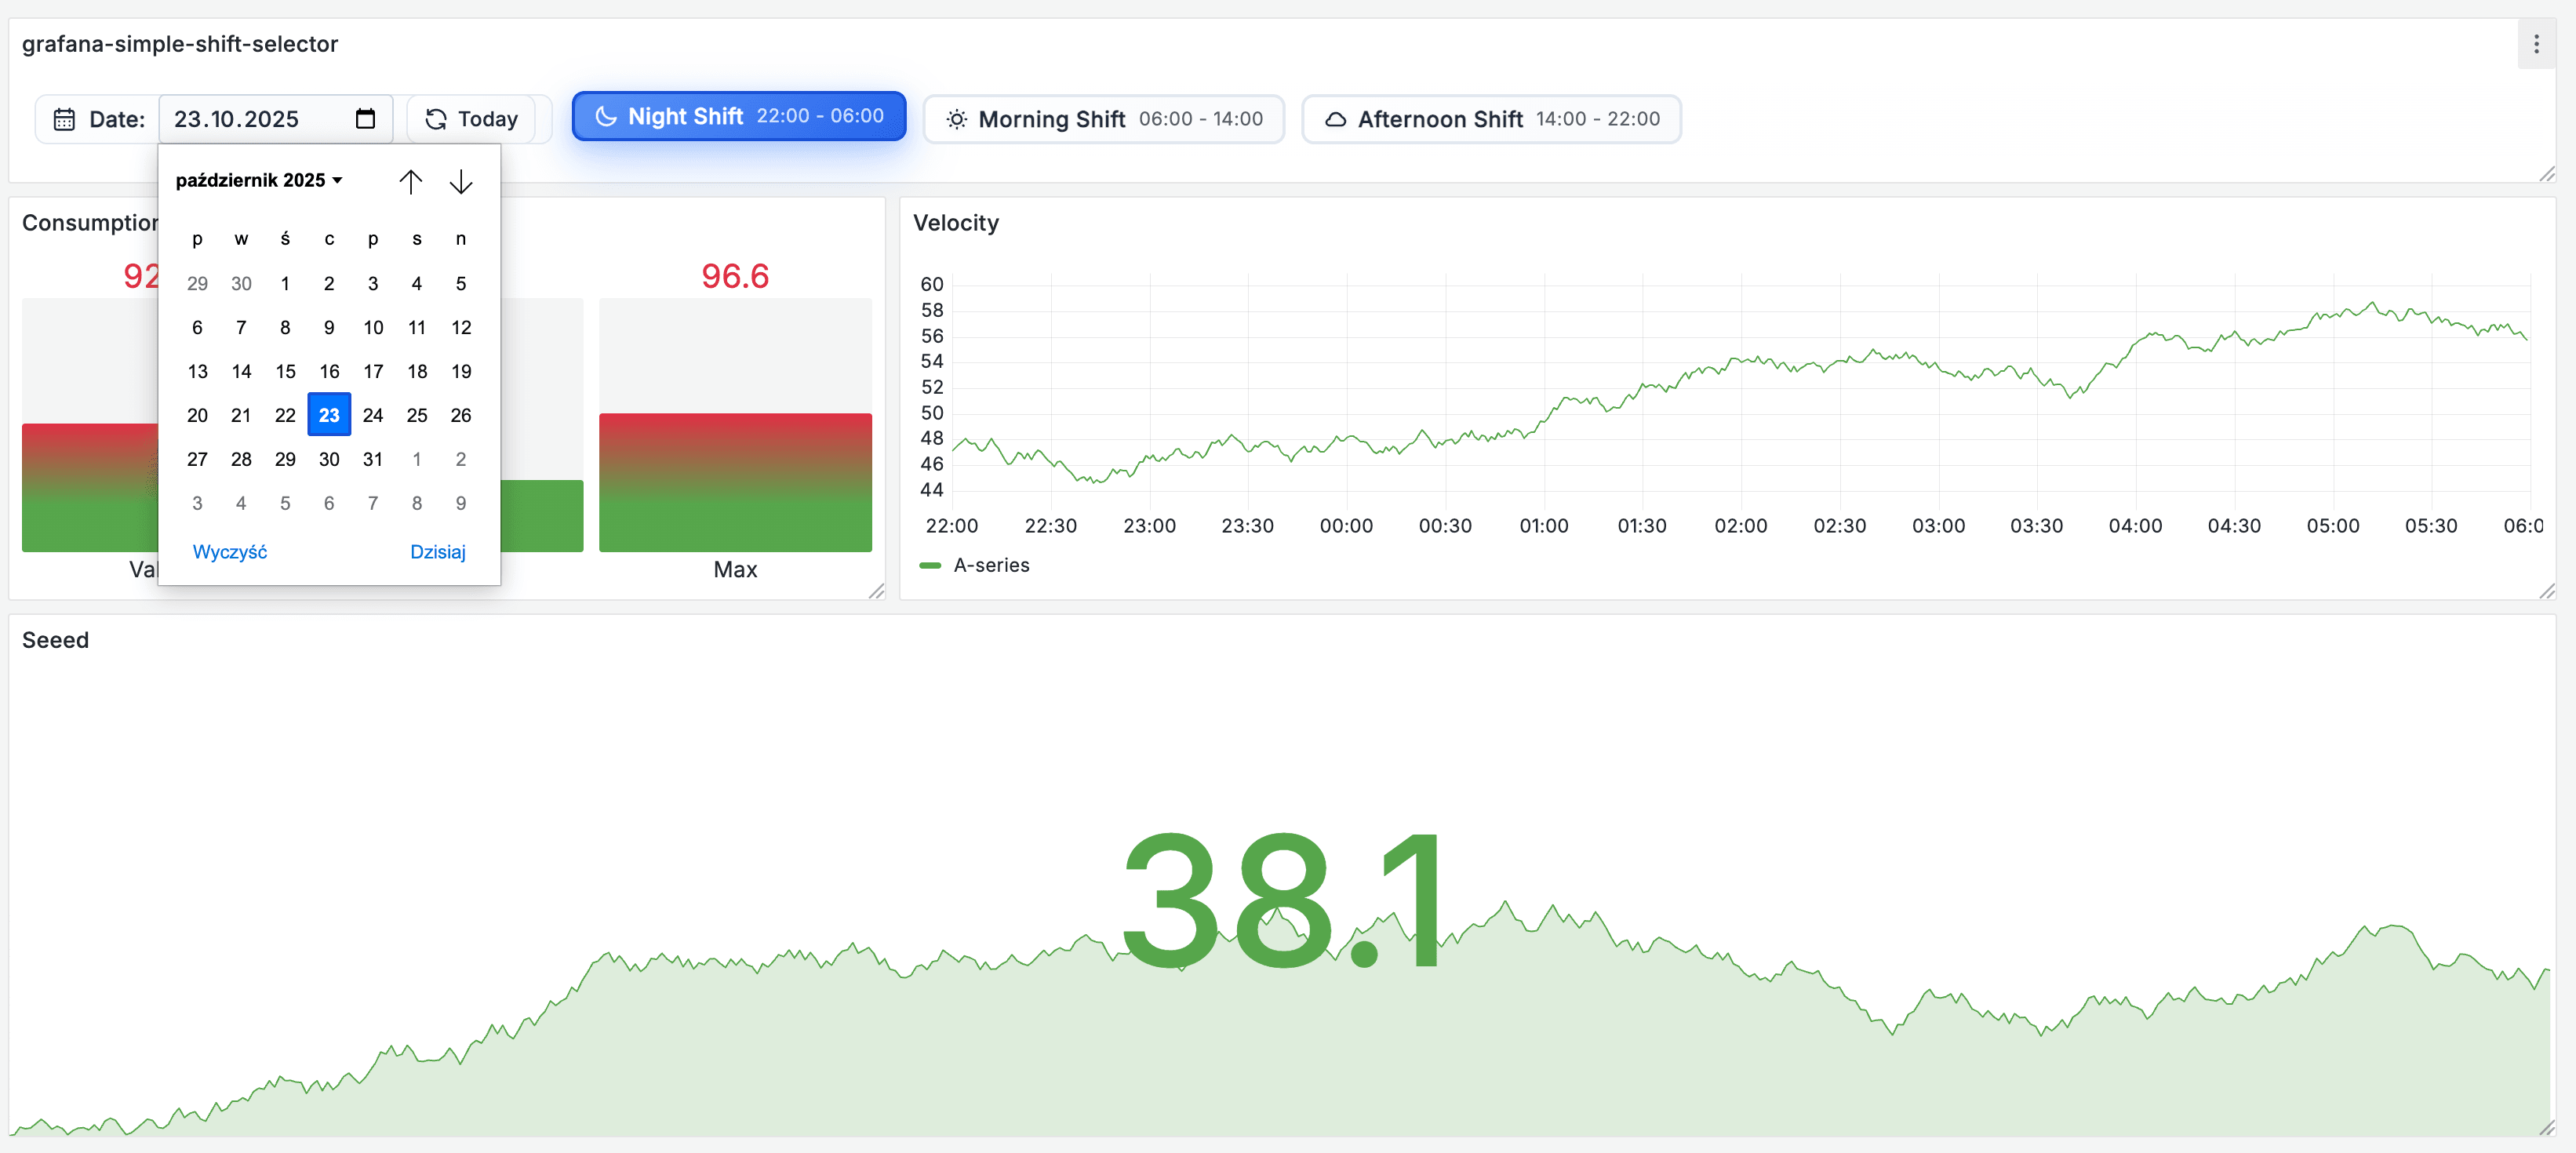 grafana-simple-shift-selector
Date: 23.10.2025 Today Night Shift 22:00 - 06:00 Morning Shift 06:00 - 14:00 Afternoon Shift 14:00 - 22:00
październik 2025
p w ś c p s n
29 30 1 2 3 4 5
6 7 8 9 10 11 12
13 14 15 16 17 18 19
20 21 22 23 24 25 26
27 28 29 30 31 1 2
3 4 5 6 7 8 9
Wyczyść Dzisiaj
Consumption
92
96.6
Max
Velocity
60
58
56
54
52
50
48
46
44
22:00 22:30 23:00 23:30 00:00 00:30 01:00 01:30 02:00 02:30 03:00 03:30 04:00 04:30 05:00 05:30 06:0
A-series
Seeed
38.1